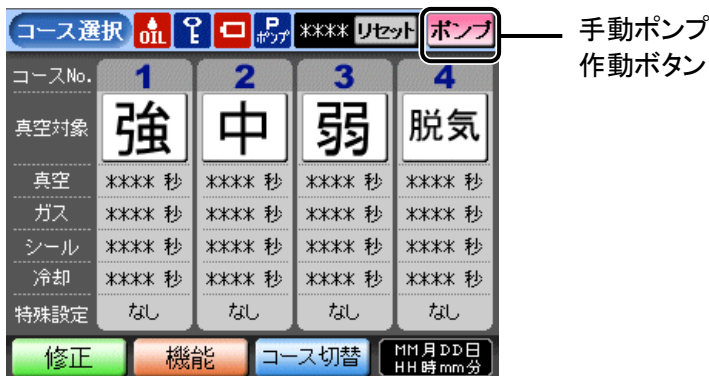 コース選択 OIL P ポンプ **** リセット ポンプ
手動ポンプ
作動ボタン
コースNo. 1 2 3 4
真空対象 強 中 弱 脱気
真空 **** 秒 **** 秒 **** 秒 **** 秒
ガス **** 秒 **** 秒 **** 秒 **** 秒
シール **** 秒 **** 秒 **** 秒 **** 秒
冷却 **** 秒 **** 秒 **** 秒 **** 秒
特殊設定 なし なし なし なし
修正 機能 コース切替 MM月DD日
HH時mm分